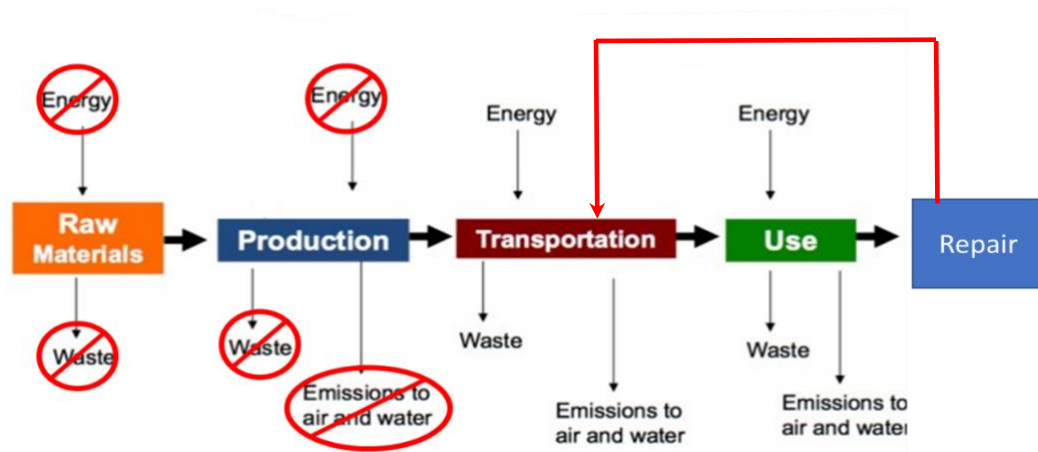 Energy
Energy
Energy
Energy
Raw
Materials
Production
Transportation
Use
Repair
Waste
Waste
Emissions to
air and water
Waste
Emissions to
air and water
Waste
Emissions to
air and water